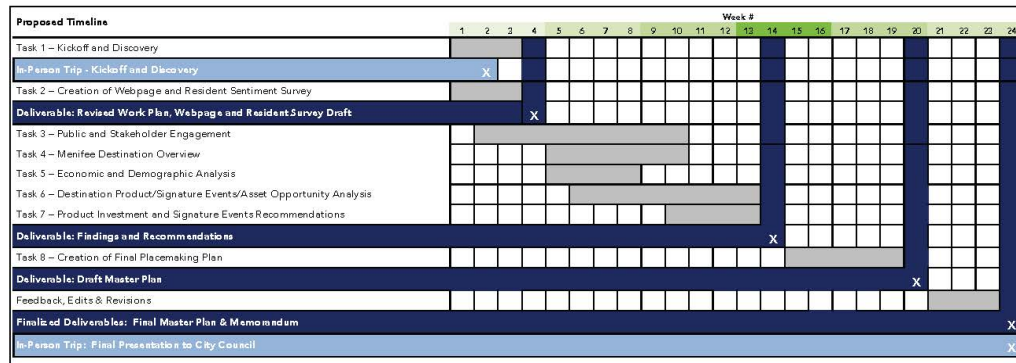 Proposed Timeline
Week #
1 2 3 4 5 6 7 8 9 10 11 12 13 14 15 16 17 18 19 20 21 22 23 24
Task 1 – Kickoff and Discovery
In-Person Trip - Kickoff and Discovery X
Task 2 – Creation of Webpage and Resident Sentiment Survey
Deliverable: Revised Work Plan, Webpage and Resident Survey Draft X
Task 3 – Public and Stakeholder Engagement
Task 4 – Menifee Destination Overview
Task 5 – Economic and Demographic Analysis
Task 6 – Destination Product/Signature Events/Asset Opportunity Analysis
Task 7 – Product Investment and Signature Events Recommendations
Deliverable: Findings and Recommendations X
Task 8 – Creation of Final Placemaking Plan
Deliverable: Draft Master Plan X
Feedback, Edits & Revisions
Finalized Deliverables: Final Master Plan & Memorandum X
In-Person Trip: Final Presentation to City Council X